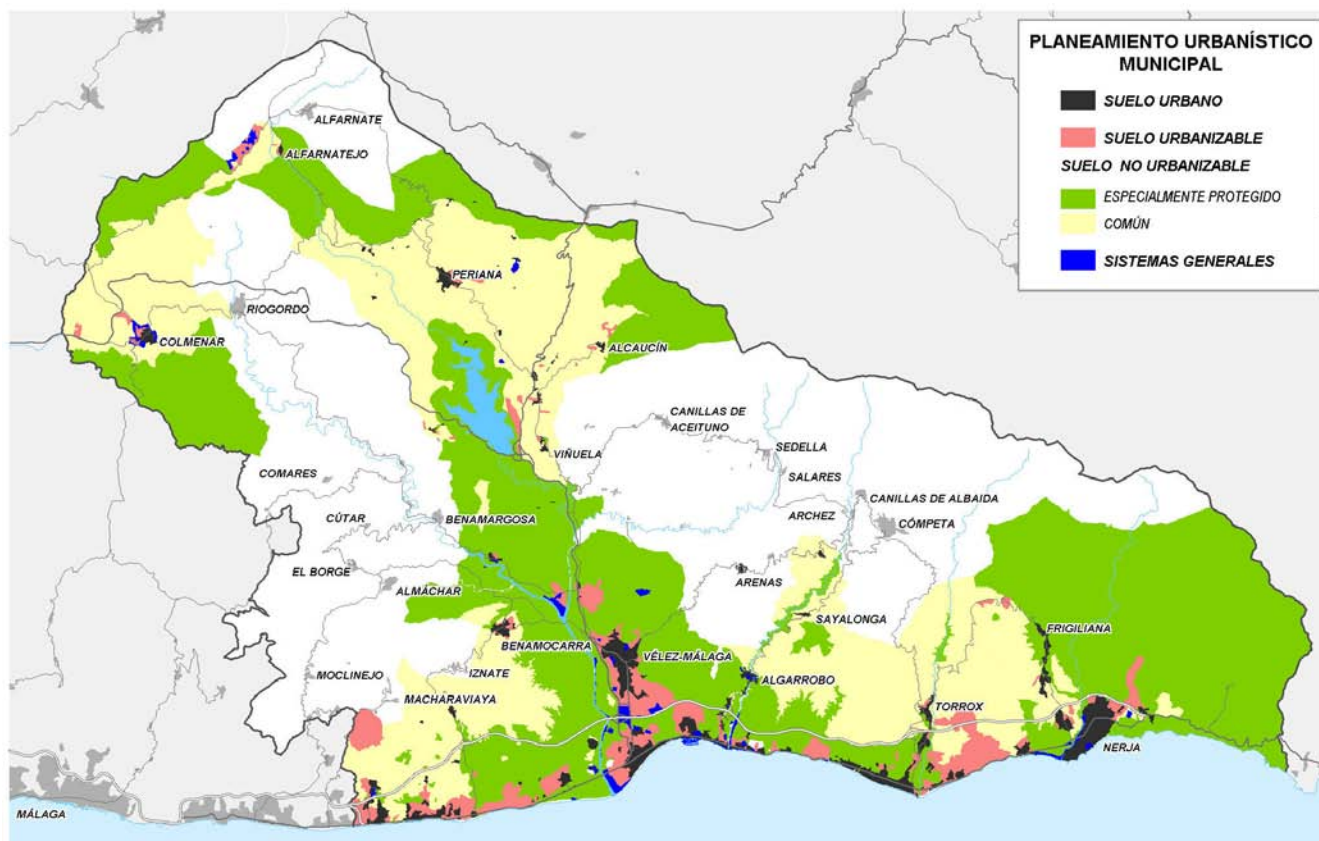 PLANEAMIENTO URBANÍSTICO
MUNICIPAL
SUELO URBANO
SUELO URBANIZABLE
SUELO NO URBANIZABLE
ESPECIALMENTE PROTEGIDO
COMÚN
SISTEMAS GENERALES
ALFARNATE
ALFARNATEJO
PERIANA
RIOGORDO
COLMENAR
ALCAUCÍN
CANILLAS DE
ACEITUNO
SEDELLA
VIÑUELA
SALARES
COMARES
CANILLAS DE ALBAIDA
CÚTAR
BENAMARGOSA
ARCHEZ
CÓMPETA
EL BORGE
ARENAS
ALMÁCHAR
SAYALONGA
FRIGILIANA
BENAMOCARRA
VÉLEZ-MÁLAGA
MOCLINEJO
IZNATE
ALGARROBO
MACHARAVIAYA
TORROX
NERJA
MÁLAGA